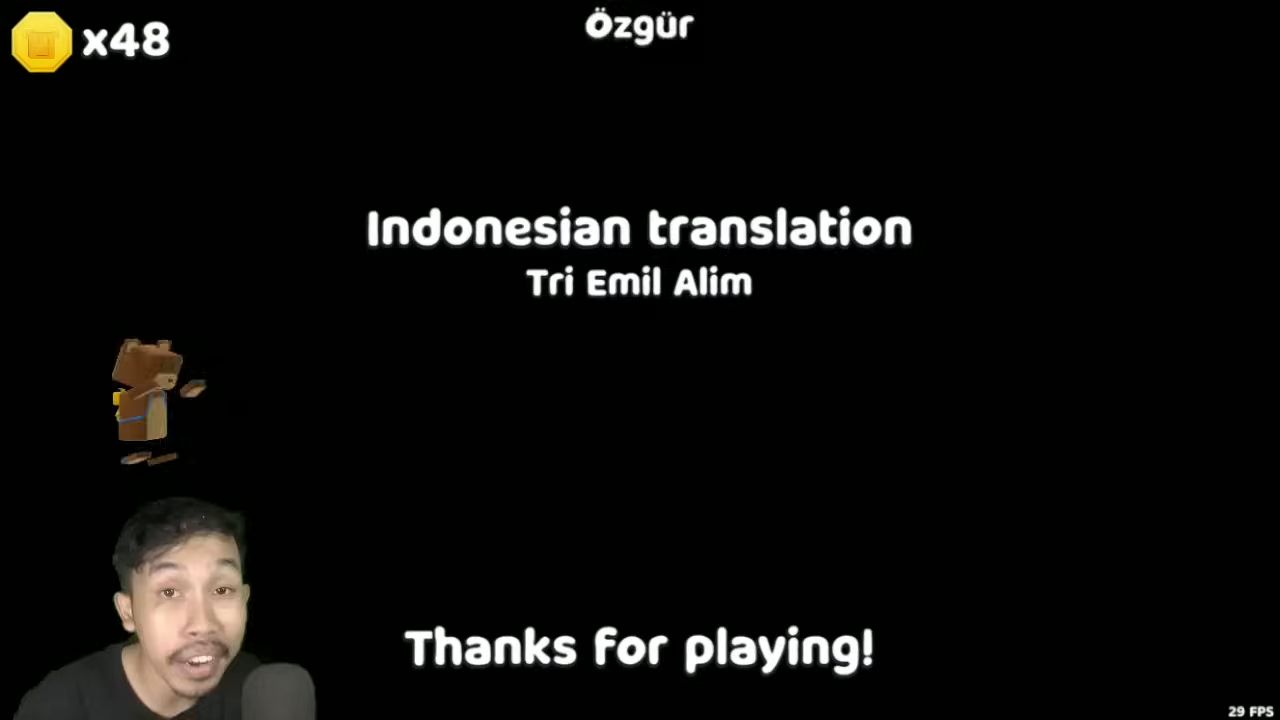 x48
Özgür
Indonesian translation
Tri Emil Alim
Thanks for playing!
29 FPS